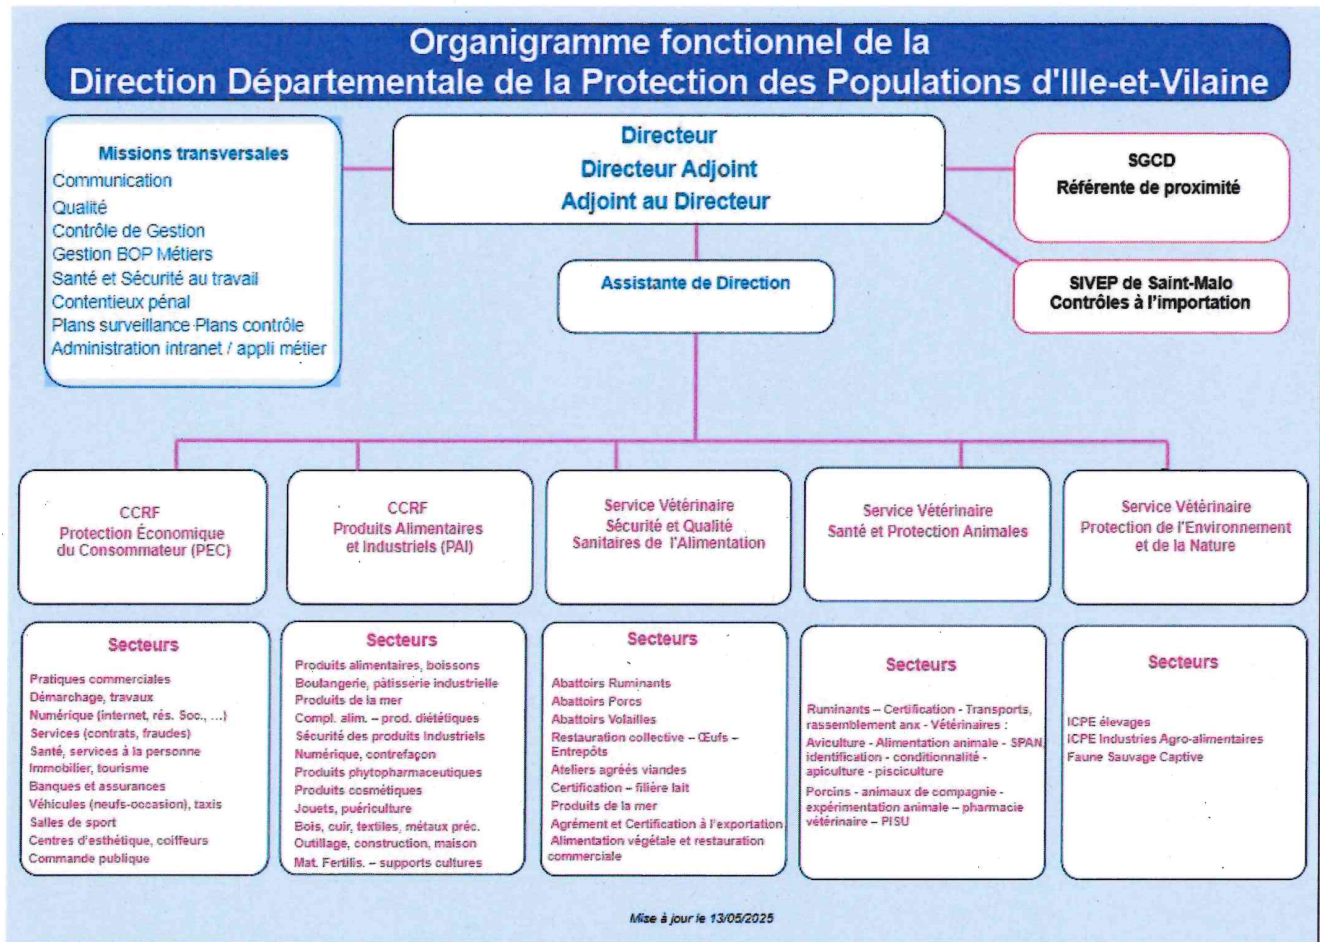 Organigramme fonctionnel de la
Direction Départementale de la Protection des Populations d'Ille-et-Vilaine
Missions transversales
Communication
Qualité
Contrôle de Gestion
Gestion BOP Métiers
Santé et Sécurité au travail
Contentieux pénal
Plans surveillance Plans contrôle
Administration intranet / appli métier
Directeur
Directeur Adjoint
Adjoint au Directeur
SGCD
Référente de proximité
Assistante de Direction
SIVEP de Saint-Malo
Contrôles à l'importation
CCRF
Protection Économique
du Consommateur (PEC)
CCRF
Produits Alimentaires
et Industriels (PAI)
Service Vétérinaire
Sécurité et Qualité
Sanitaires de l'Alimentation
Service Vétérinaire
Santé et Protection Animales
Service Vétérinaire
Protection de l'Environnement
et de la Nature
Secteurs
Pratiques commerciales
Démarchage, travaux
Numérique (internet, rés. Soc., ...)
Services (contrats, fraudes)
Santé, services à la personne
Immobilier, tourisme
Banques et assurances
Véhicules (neufs-occasion), taxis
Salles de sport
Centres d'esthétique, coiffeurs
Commande publique
Secteurs
Produits alimentaires, boissons
Boulangerie, pâtisserie industrielle
Produits de la mer
Compl. alim. – prod. diététiques
Sécurité des produits Industriels
Numérique, contrefaçon
Produits phytopharmaceutiques
Produits cosmétiques
Jouets, puériculture
Bois, cuir, textiles, métaux préc.
Outillage, construction, maison
Mat. Fertilis. – supports cultures
Secteurs
Abattoirs Ruminants
Abattoirs Porcs
Abattoirs Volailles
Restauration collective – Œufs –
Entrepôts
Ateliers agréés viandes
Certification – filière lait
Produits de la mer
Agrément et Certification à l'exportation
Alimentation végétale et restauration
commerciale
Secteurs
Ruminants – Certification - Transports,
rassemblement anx - Vétérinaires :
Aviculture - Alimentation animale - SPAN,
identification - conditionnalité -
apiculture - pisciculture
Porcins - animaux de compagnie -
expérimentation animale – pharmacie
vétérinaire – PISU
Secteurs
ICPE élevages
ICPE Industries Agro-alimentaires
Faune Sauvage Captive
Mise à jour le 13/05/2025